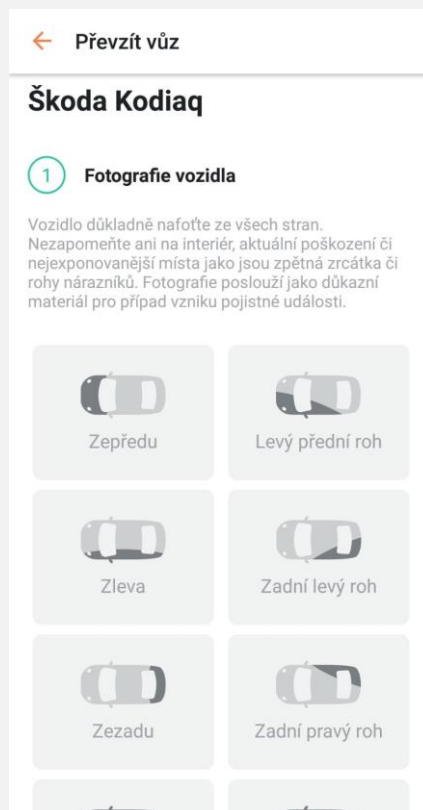 Převzít vůz
Škoda Kodiaq
1 Fotografie vozidla
Vozidlo důkladně nafoťte ze všech stran.
Nezapomeňte ani na interiér, aktuální poškození či
nejexponovanější místa jako jsou zpětná zrcátka či
rohy nárazníků. Fotografie poslouží jako důkazní
materiál pro případ vzniku pojistné události.
Zepředu
Levý přední roh
Zleva
Zadní levý roh
Zezadu
Zadní pravý roh